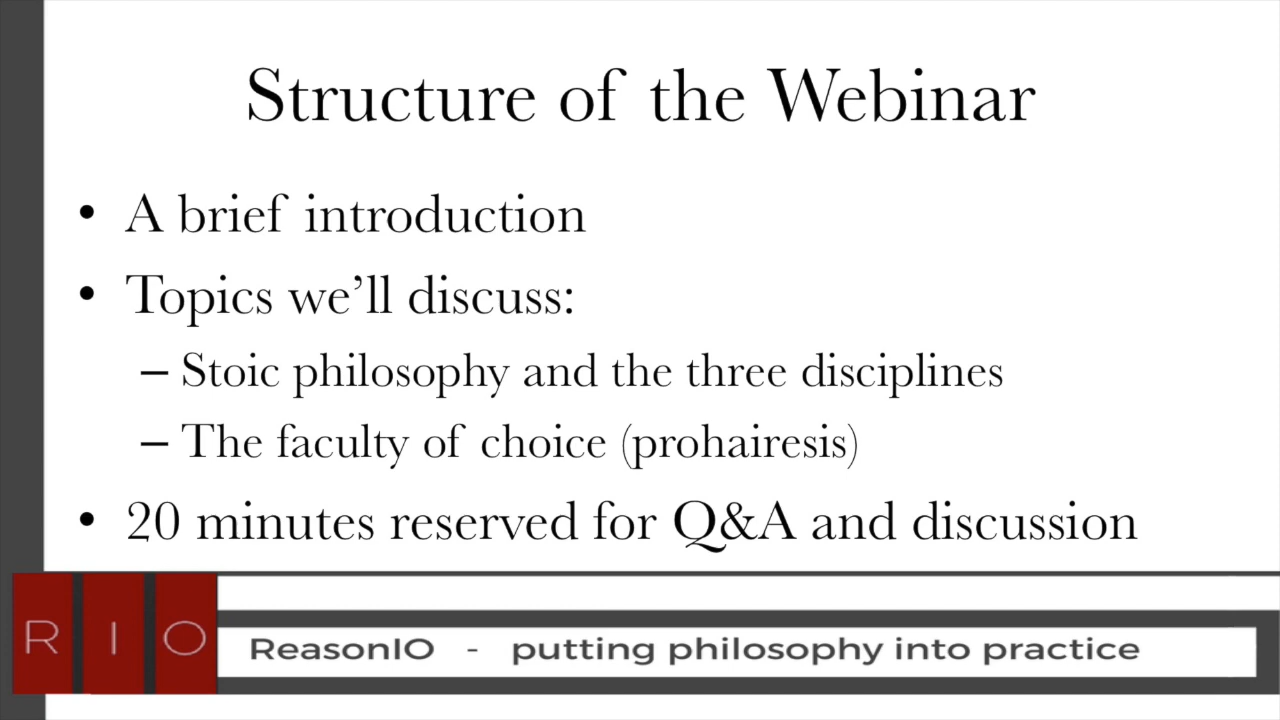 Structure of the Webinar
• A brief introduction
• Topics we’ll discuss:
– Stoic philosophy and the three disciplines
– The faculty of choice (prohairesis)
• 20 minutes reserved for Q&A and discussion
R I O
ReasonIO - putting philosophy into practice